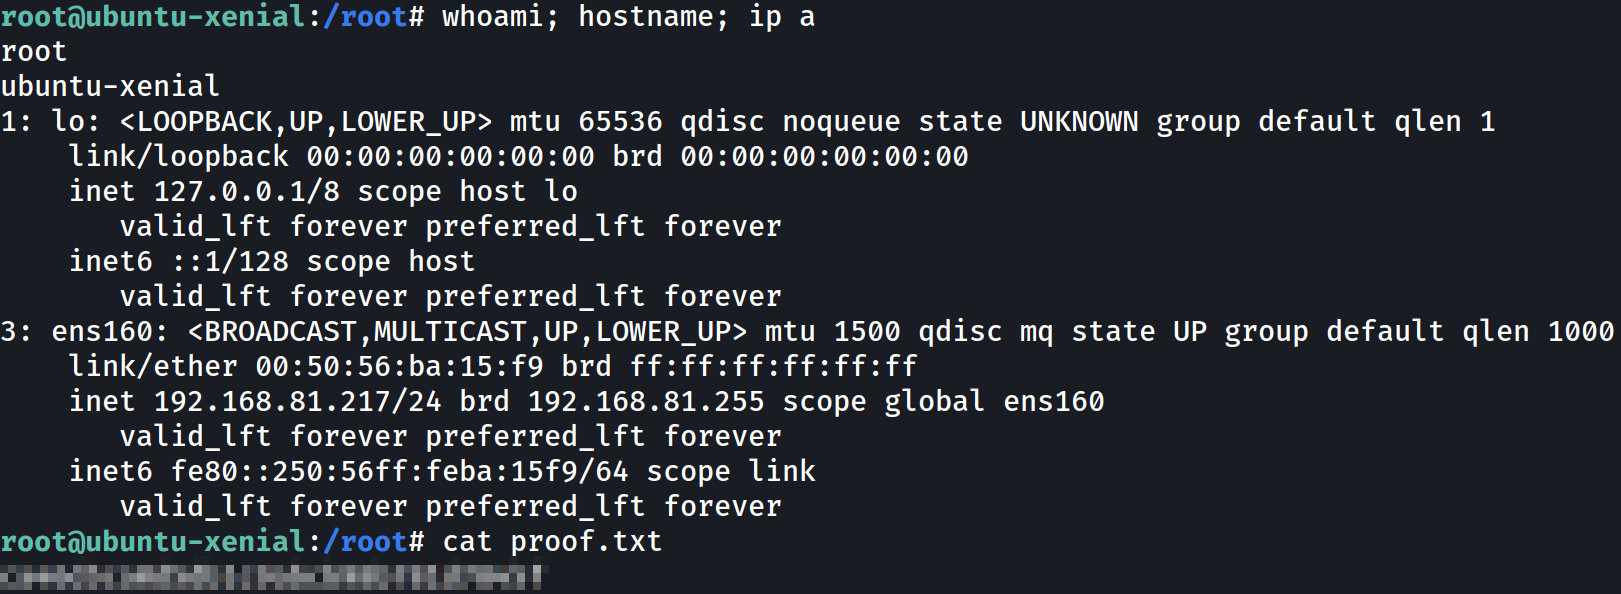 root@ubuntu-xenial:/root# whoami; hostname; ip a
root
ubuntu-xenial
1: lo: <LOOPBACK,UP,LOWER_UP> mtu 65536 qdisc noqueue state UNKNOWN group default qlen 1
    link/loopback 00:00:00:00:00:00 brd 00:00:00:00:00:00
    inet 127.0.0.1/8 scope host lo
       valid_lft forever preferred_lft forever
    inet6 ::1/128 scope host
       valid_lft forever preferred_lft forever
3: ens160: <BROADCAST,MULTICAST,UP,LOWER_UP> mtu 1500 qdisc mq state UP group default qlen 1000
    link/ether 00:50:56:ba:15:f9 brd ff:ff:ff:ff:ff:ff
    inet 192.168.81.217/24 brd 192.168.81.255 scope global ens160
       valid_lft forever preferred_lft forever
    inet6 fe80::250:56ff:feba:15f9/64 scope link
       valid_lft forever preferred_lft forever
root@ubuntu-xenial:/root# cat proof.txt